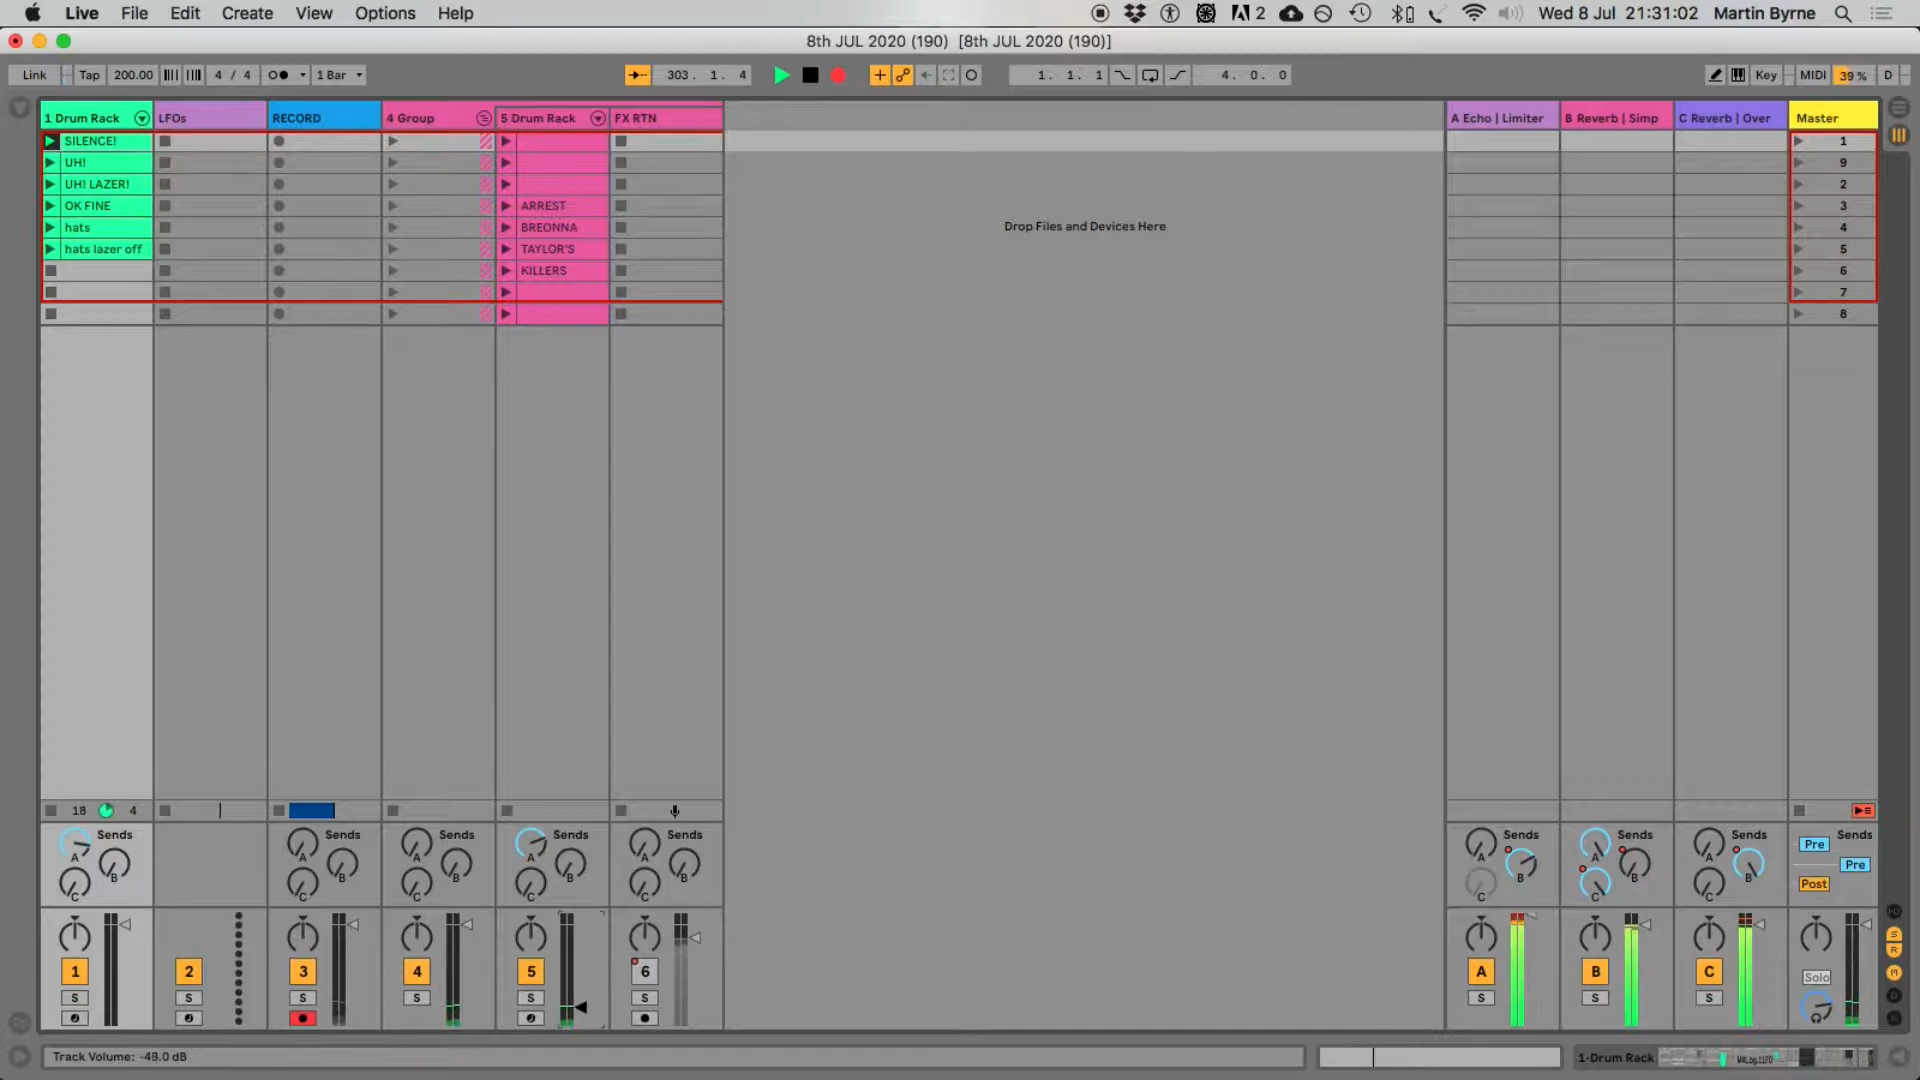 Live File Edit Create View Options Help 2 Wed 8 Jul 21:31:02 Martin Byrne
8th JUL 2020 (190) [8th JUL 2020 (190)]
Link Tap 200.00 4 / 4 1 Bar 303. 1. 4 1. 1. 1 4. 0. 0 Key MIDI 39 % D
1 Drum Rack LFOs RECORD 4 Group 5 Drum Rack FX RTN A Echo | Limiter B Reverb | Simp C Reverb | Over Master
SILENCE! 1
UH! 9
UH! LAZER! 2
OK FINE ARREST 3
hats BREONNA 4
hats lazer off TAYLOR'S 5
KILLERS 6
7
8
Drop Files and Devices Here
18 4
Sends Sends Sends Sends Sends Sends Sends Sends Sends
A A A A A A A A Pre
B B B B B B B B Pre
C C C C C C C C Post
1 2 3 4 5 6 A B C Solo
S S S S S S S S S
Track Volume: -49.0 dB
1-Drum Rack